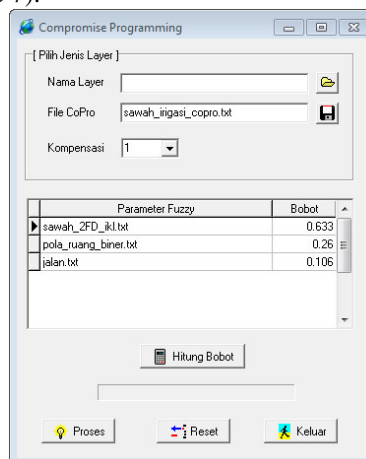 Compromise Programming
[ Pilih Jenis Layer ]
Nama Layer
File CoPro sawah_irigasi_copro.txt
Kompensasi 1
Parameter Fuzzy Bobot
sawah_2FD_ikl.txt 0.633
pola_ruang_biner.txt 0.26
jalan.txt 0.106
Hitung Bobot
Proses Reset Keluar